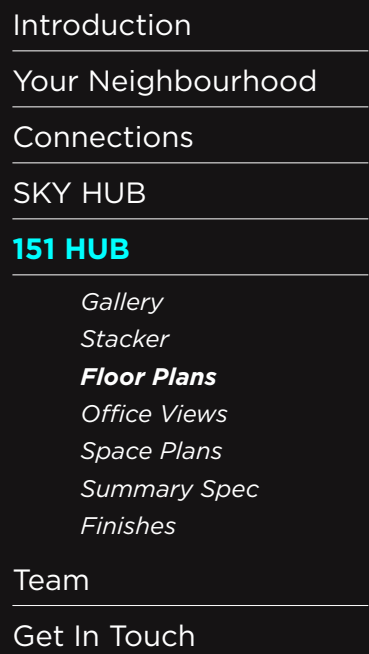 Introduction
Your Neighbourhood
Connections
SKY HUB
151 HUB
Gallery
Stacker
Floor Plans
Office Views
Space Plans
Summary Spec
Finishes
Team
Get In Touch